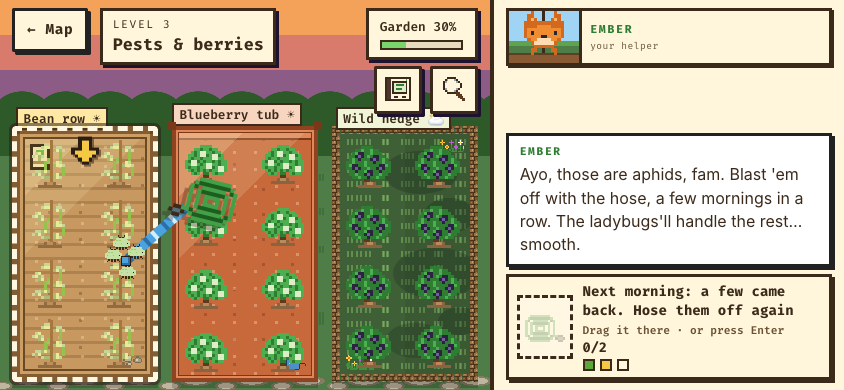 ← Map
LEVEL 3
Pests & berries
Garden 30%
Bean row ☀
Blueberry tub ☀
Wild hedge
EMBER
your helper
EMBER
Ayo, those are aphids, fam. Blast 'em
off with the hose, a few mornings in a
row. The ladybugs'll handle the rest...
smooth.
Next morning: a few came
back. Hose them off again
Drag it there · or press Enter
0/2